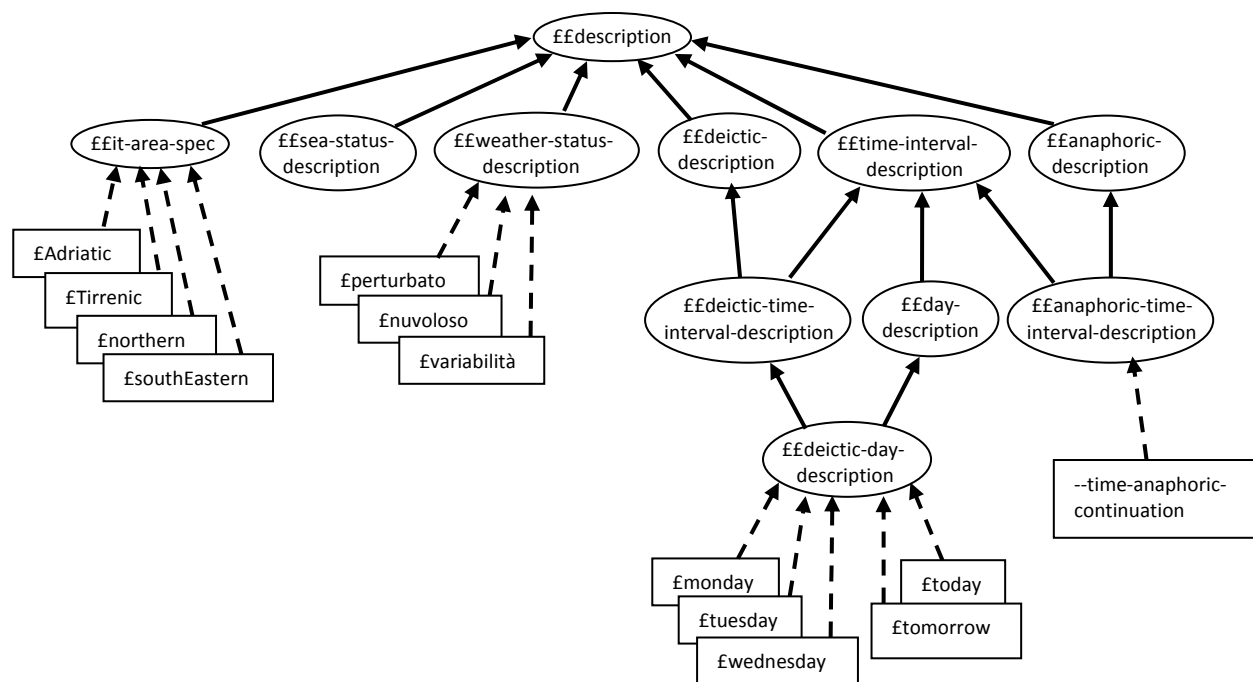 ££description
££it-area-spec
££sea-status-
description
££weather-status-
description
££deictic-
description
££time-interval-
description
££anaphoric-
description
£Adriatic
£Tirrenic
£northern
£southEastern
£perturbato
£nuvoloso
£variabilità
££deictic-time-
interval-description
££day-
description
££anaphoric-time-
interval-description
££deictic-day-
description
--time-anaphoric-
continuation
£monday
£tuesday
£wednesday
£today
£tomorrow